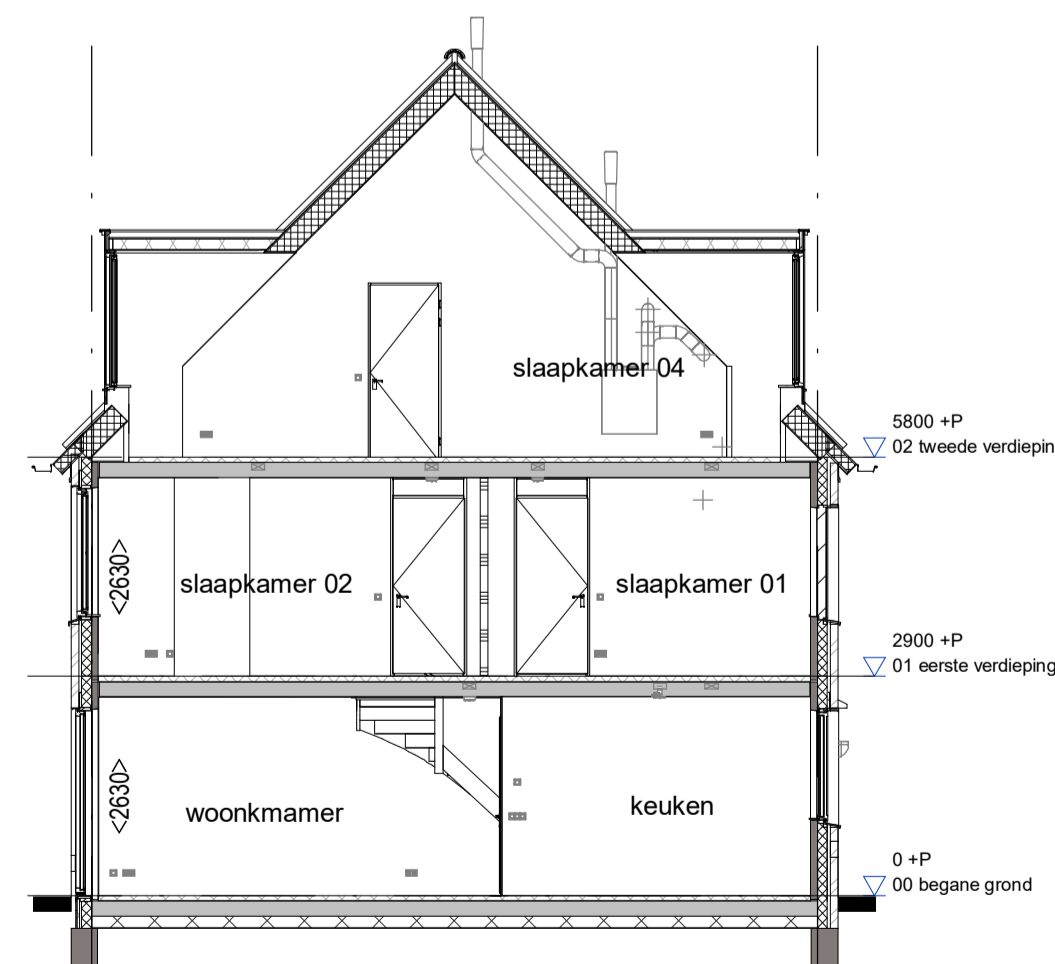 slaapkamer 04
5800 +P
02 tweede verdiepin
<2630>
slaapkamer 02
slaapkamer 01
2900 +P
01 eerste verdieping
<2630>
woonkmamer
keuken
0 +P
00 begane grond